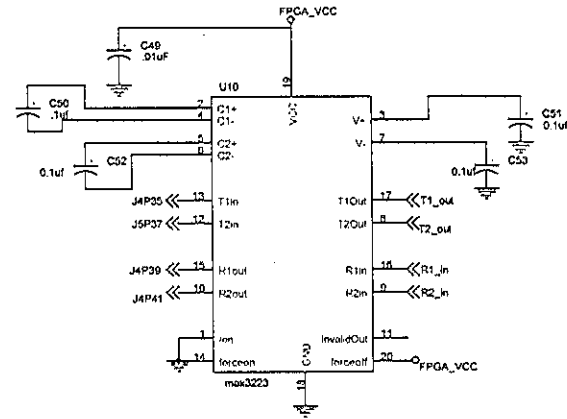 FPGA_VCC
C49
.01uF
U10
19
VCC
C50
.1uf
2
C1+
4
C1-
5
C2+
6
C2-
C52
0.1uf
V+
3
V-
7
C51
0.1uf
C53
0.1uf
J4P35
13
T1in
T1Out
17
T1_out
J5P37
12
T2in
T2Out
8
T2_out
J4P39
15
R1out
R1in
16
R1_in
J4P41
10
R2out
R2in
9
R2_in
1
InvalidOut
11
14
forceon
GND
18
forceoff
20
FPGA_VCC
max3223